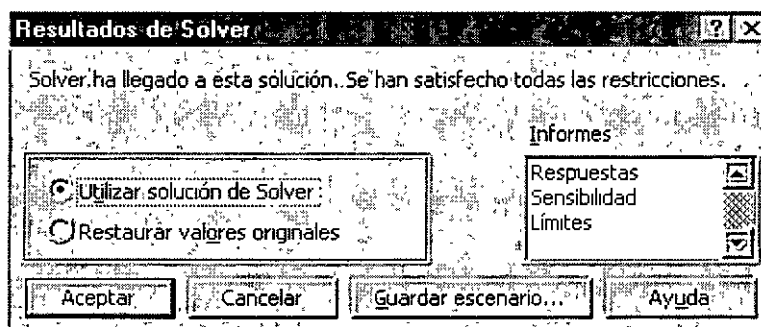 Resultados de Solver
Solver ha llegado a esta solución. Se han satisfecho todas las restricciones.
Informes
Utilizar solución de Solver
Restaurar valores originales
Respuestas
Sensibilidad
Límites
Aceptar
Cancelar
Guardar escenario...
Ayuda